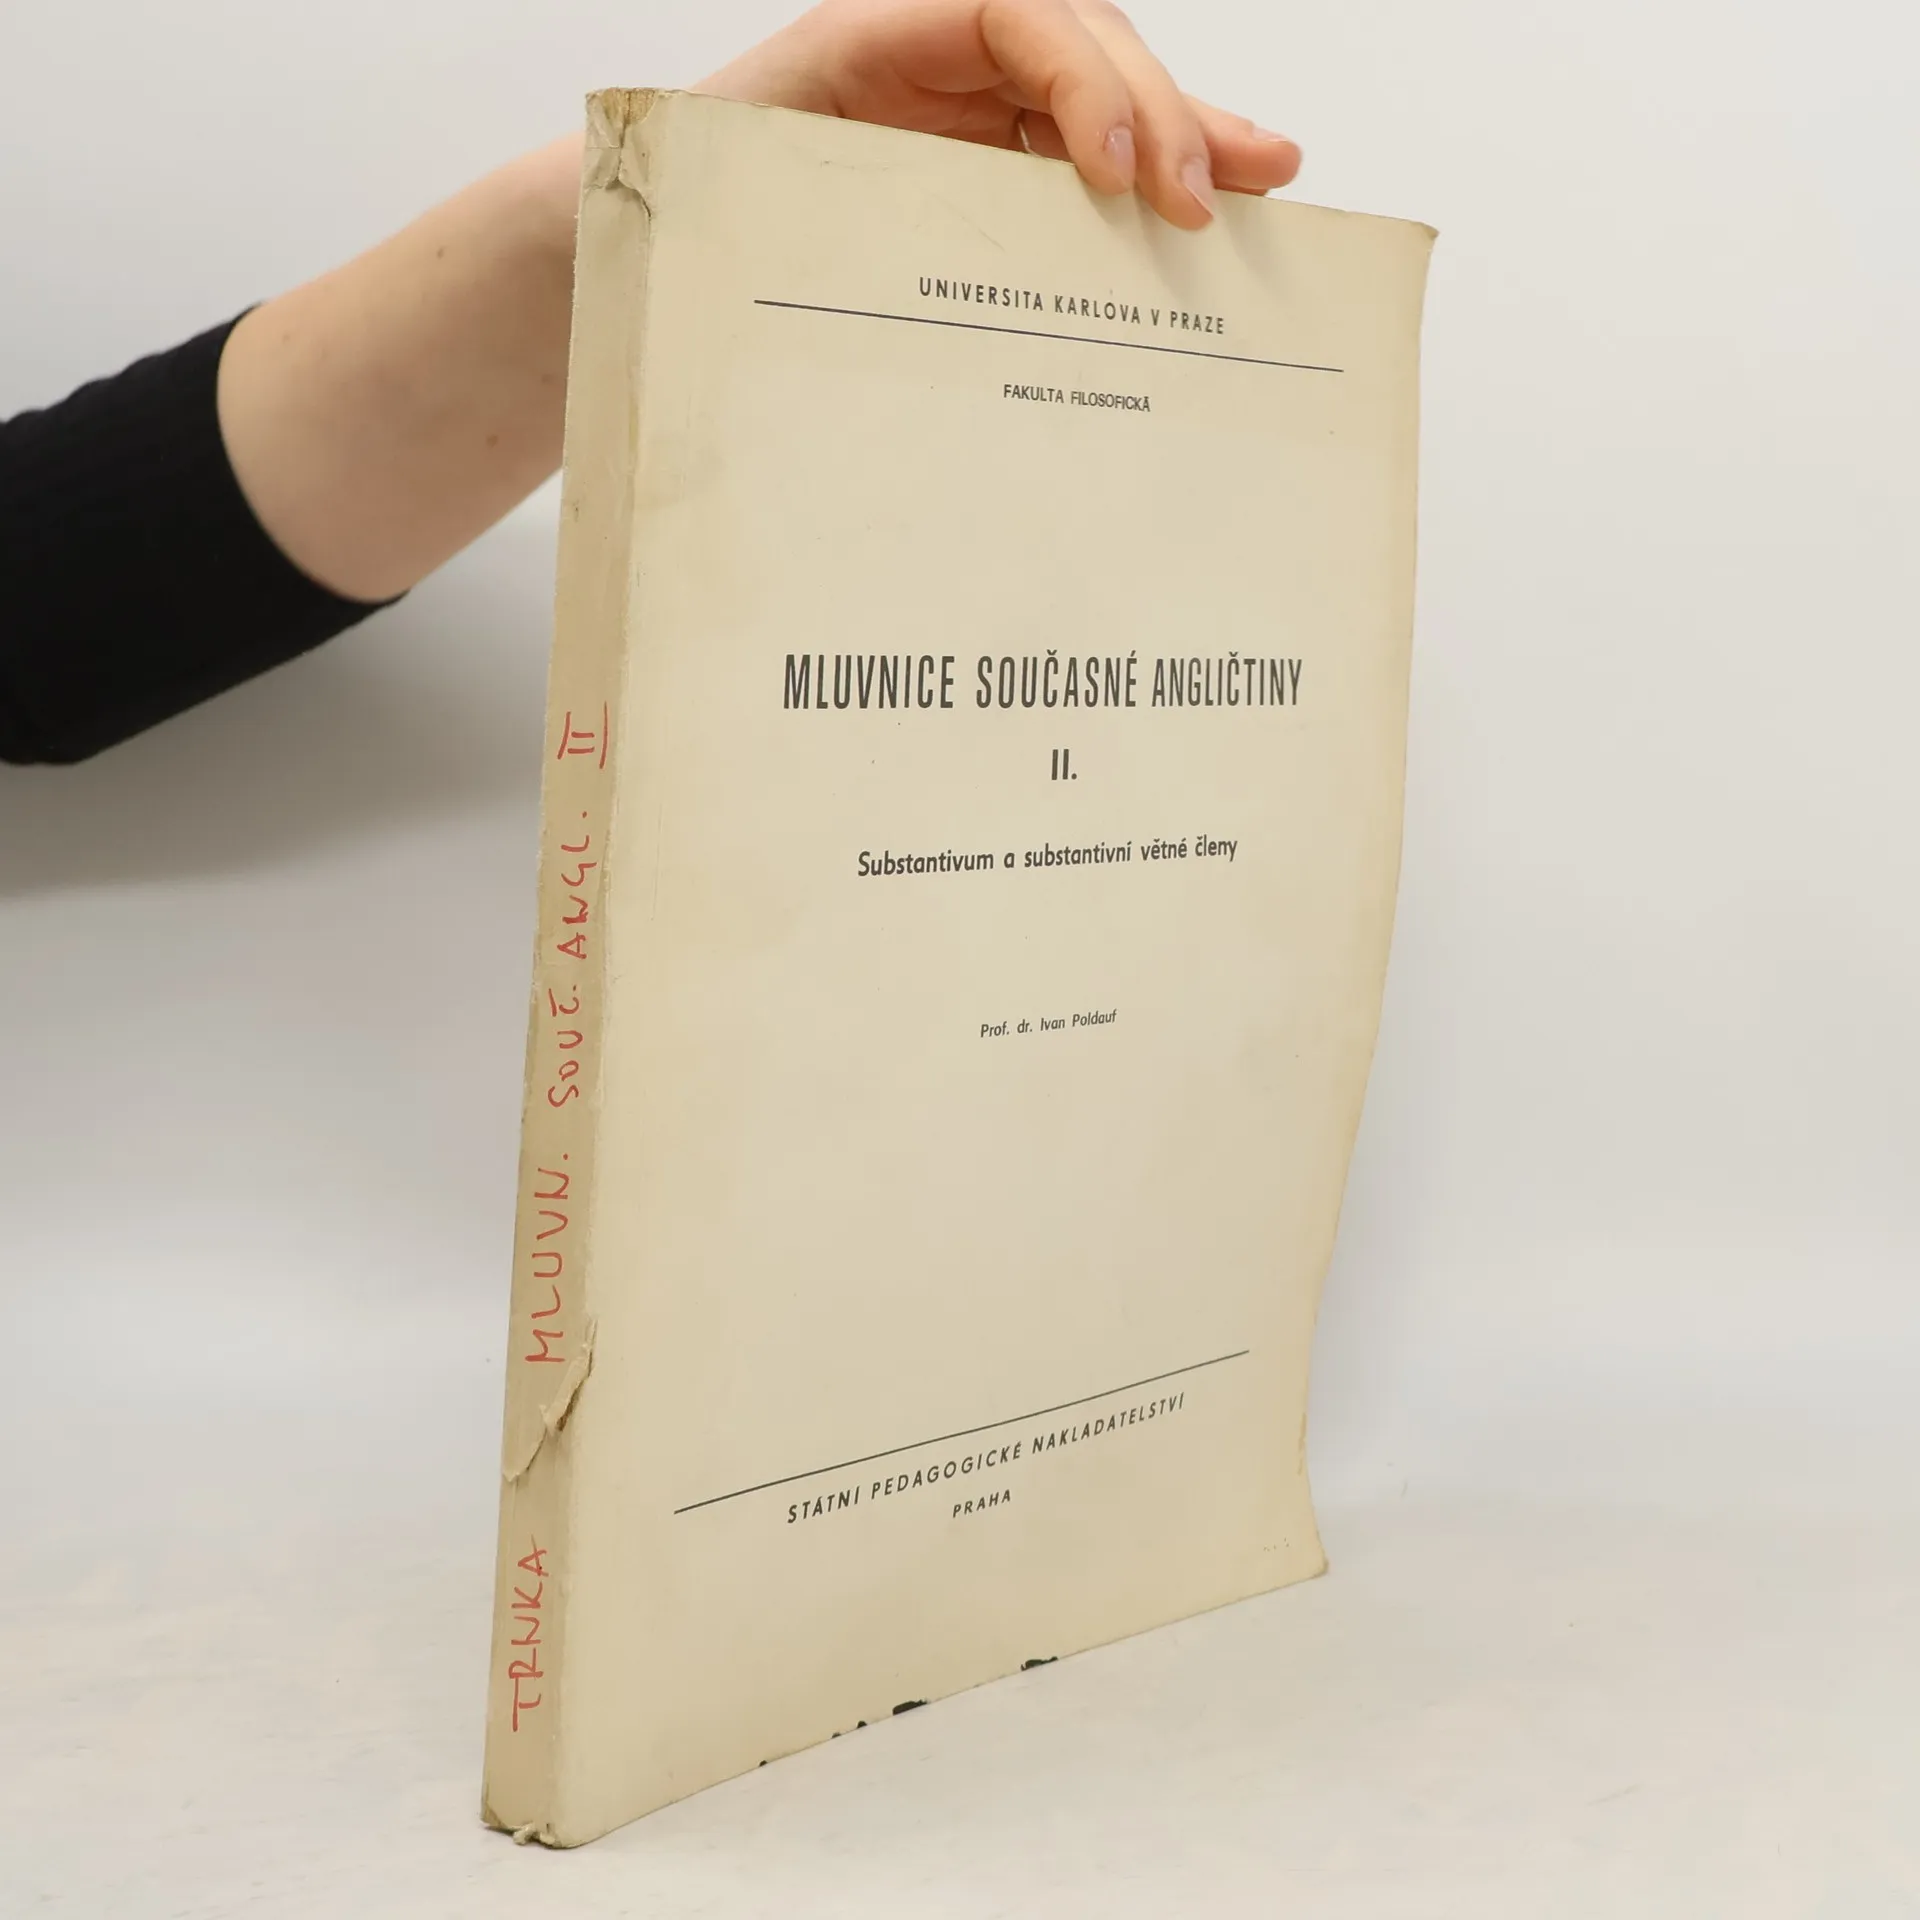 UNIVERSITA KARLOVA V PRAZE
FAKULTA FILOSOFICKÁ
MLUVNICE SOUČASNÉ ANGLIČTINY
II.
Substantivum a substantivní větné členy
Prof. dr. Ivan Poldauf
STÁTNÍ PEDAGOGICKÉ NAKLADATELSTVÍ
PRAHA
TRNKA MLUVN. SOUČ. ANGL. II